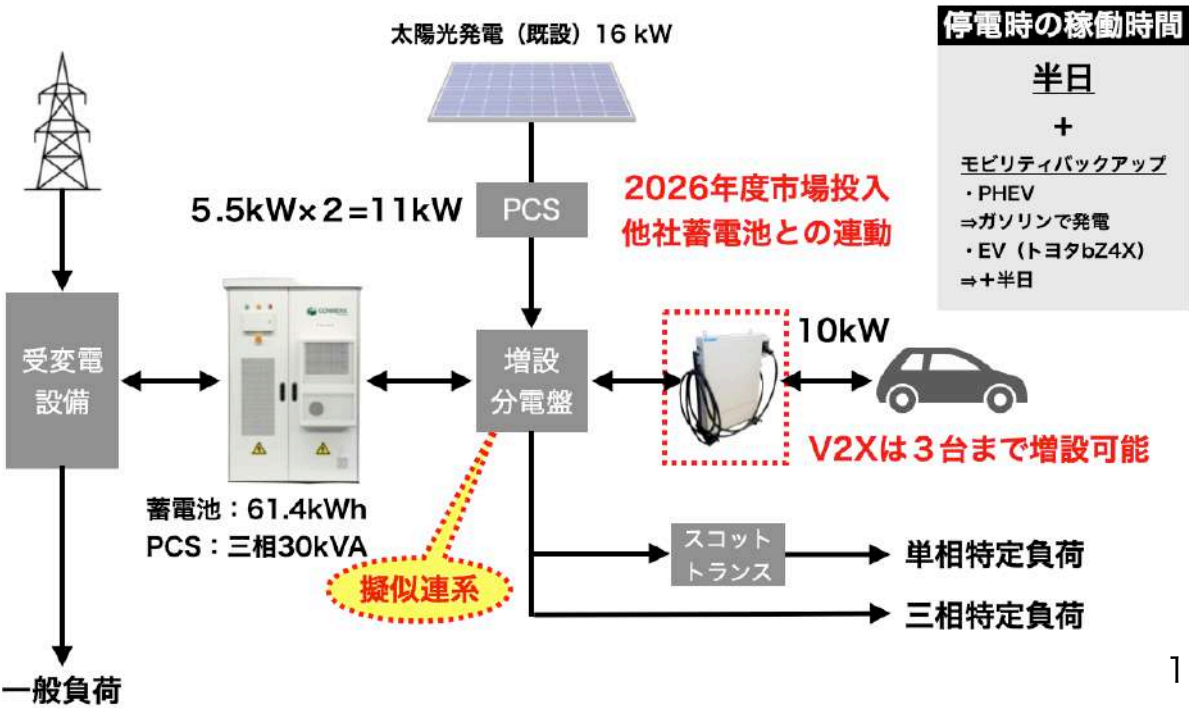 太陽光発電（既設）16 kW
停電時の稼働時間
半日
+
モビリティバックアップ
・PHEV
⇒ガソリンで発電
・EV（トヨタbZ4X）
⇒＋半日
5.5kW×2=11kW
PCS
2026年度市場投入
他社蓄電池との連動
受変電
設備
増設
分電盤
10kW
V2Xは３台まで増設可能
蓄電池：61.4kWh
PCS：三相30kVA
擬似連系
スコット
トランス
単相特定負荷
三相特定負荷
一般負荷
1